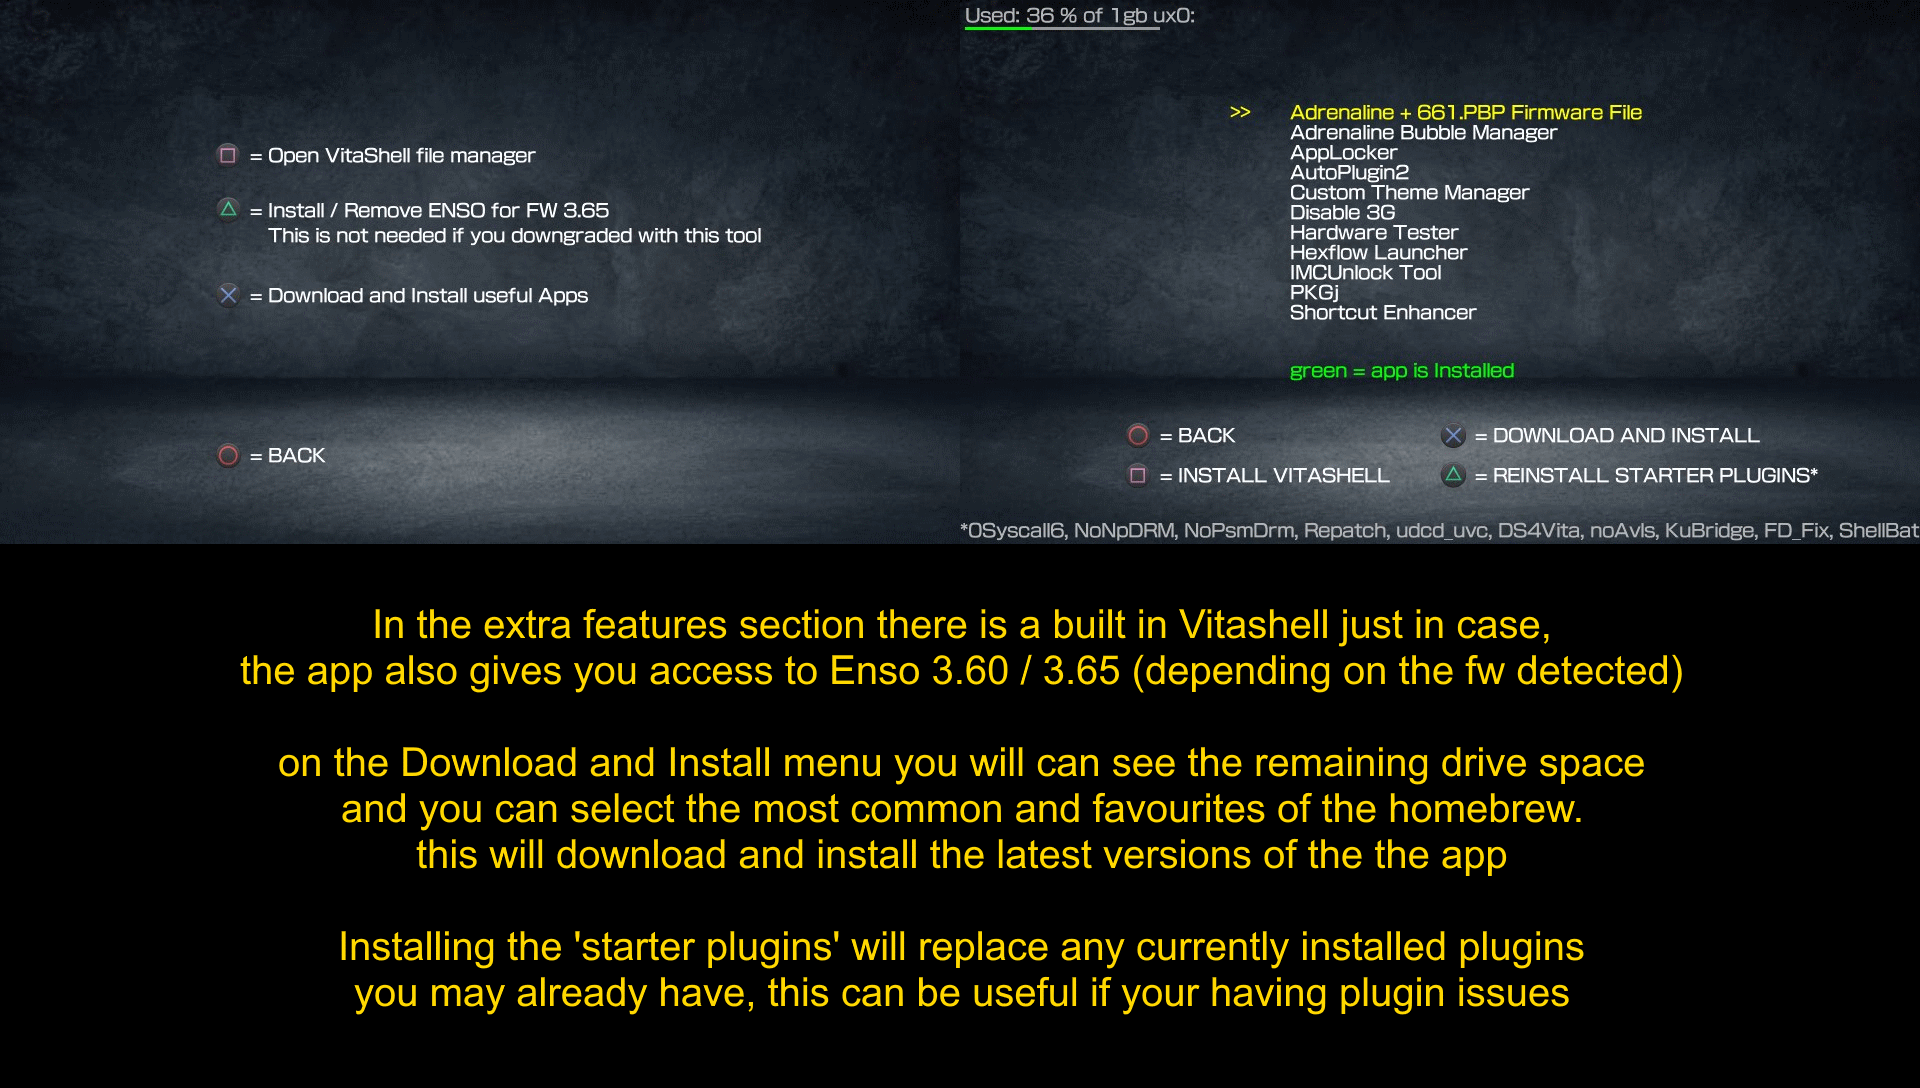 = Open VitaShell file manager
= Install / Remove ENSO for FW 3.65
This is not needed if you downgraded with this tool
= Download and Install useful Apps
= BACK
Used: 36 % of 1gb ux0:
>> Adrenaline + 661.PBP Firmware File
Adrenaline Bubble Manager
AppLocker
AutoPlugin2
Custom Theme Manager
Disable 3G
Hardware Tester
Hexflow Launcher
IMCUnlock Tool
PKGj
Shortcut Enhancer
green = app is Installed
= BACK
= DOWNLOAD AND INSTALL
= INSTALL VITASHELL
= REINSTALL STARTER PLUGINS*
*0Syscall6, NoNpDRM, NoPsmDrm, Repatch, udcd_uvc, DS4Vita, noAvls, KuBridge, FD_Fix, ShellBat
In the extra features section there is a built in Vitashell just in case,
the app also gives you access to Enso 3.60 / 3.65 (depending on the fw detected)
on the Download and Install menu you will can see the remaining drive space
and you can select the most common and favourites of the homebrew.
this will download and install the latest versions of the the app
Installing the 'starter plugins' will replace any currently installed plugins
you may already have, this can be useful if your having plugin issues